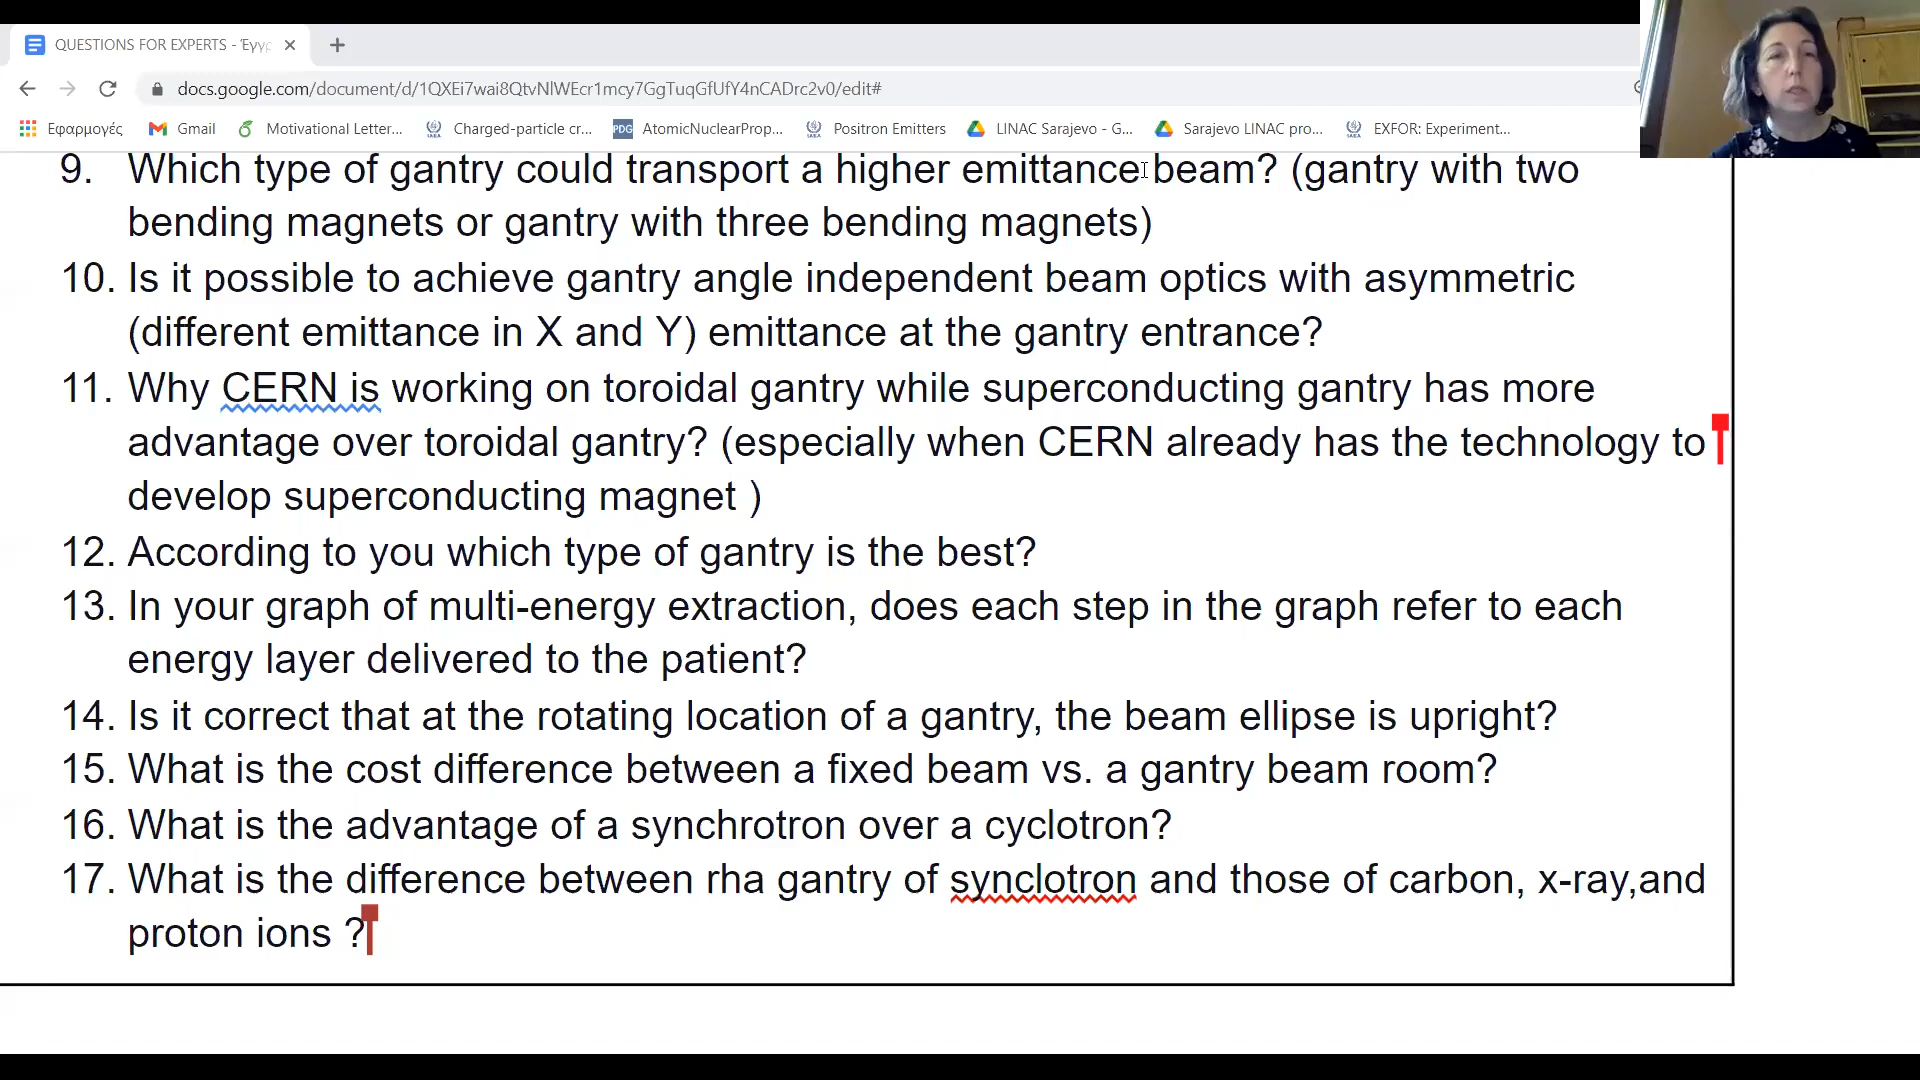 QUESTIONS FOR EXPERTS - Έγγρ
docs.google.com/document/d/1QXEi7wai8QtvNlWEcr1mcy7GgTuqGfUfY4nCADrc2v0/edit#
Εφαρμογές Gmail Motivational Letter... Charged-particle cr... PDG AtomicNuclearProp... Positron Emitters LINAC Sarajevo - G... Sarajevo LINAC pro... EXFOR: Experiment...
9. Which type of gantry could transport a higher emittance beam? (gantry with two
bending magnets or gantry with three bending magnets)
10. Is it possible to achieve gantry angle independent beam optics with asymmetric
(different emittance in X and Y) emittance at the gantry entrance?
11. Why CERN is working on toroidal gantry while superconducting gantry has more
advantage over toroidal gantry? (especially when CERN already has the technology to
develop superconducting magnet )
12. According to you which type of gantry is the best?
13. In your graph of multi-energy extraction, does each step in the graph refer to each
energy layer delivered to the patient?
14. Is it correct that at the rotating location of a gantry, the beam ellipse is upright?
15. What is the cost difference between a fixed beam vs. a gantry beam room?
16. What is the advantage of a synchrotron over a cyclotron?
17. What is the difference between rha gantry of synclotron and those of carbon, x-ray,and
proton ions ?